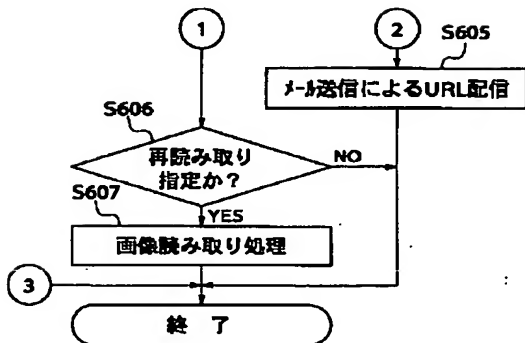 1
2
S605
メール送信によるURL配信
S606
再読み取り
指定か?
NO
S607
YES
画像読み取り処理
3
終 了